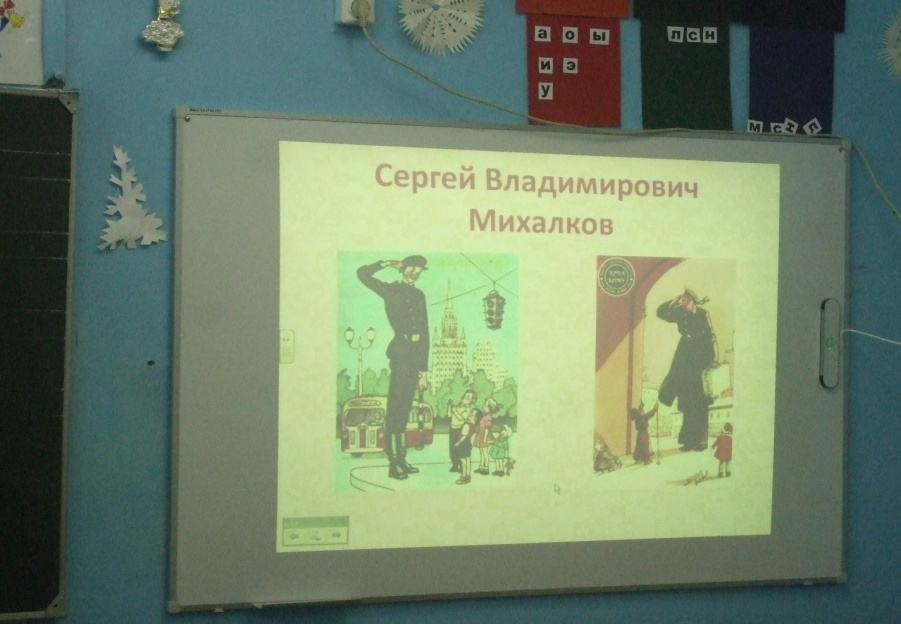 а о ы
и э
у
л с н
м с н л
Сергей Владимирович
Михалков